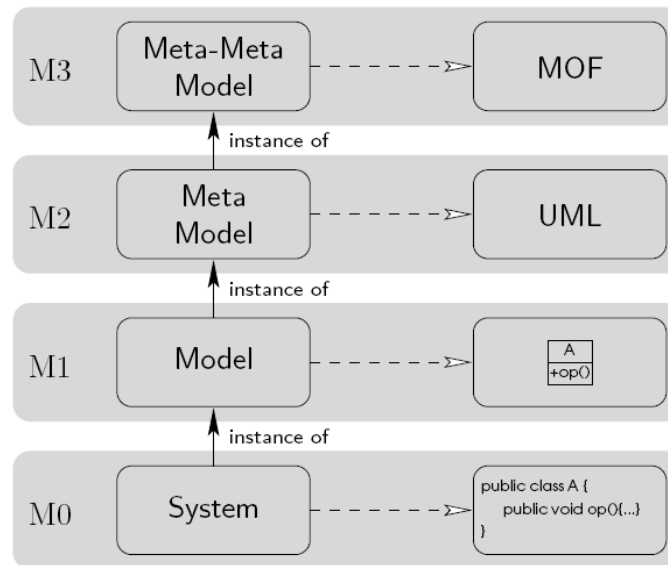 M3
Meta-Meta
Model
MOF
instance of
M2
Meta
Model
UML
instance of
M1
Model
A
+op()
instance of
M0
System
public class A {
public void op(){...}
}